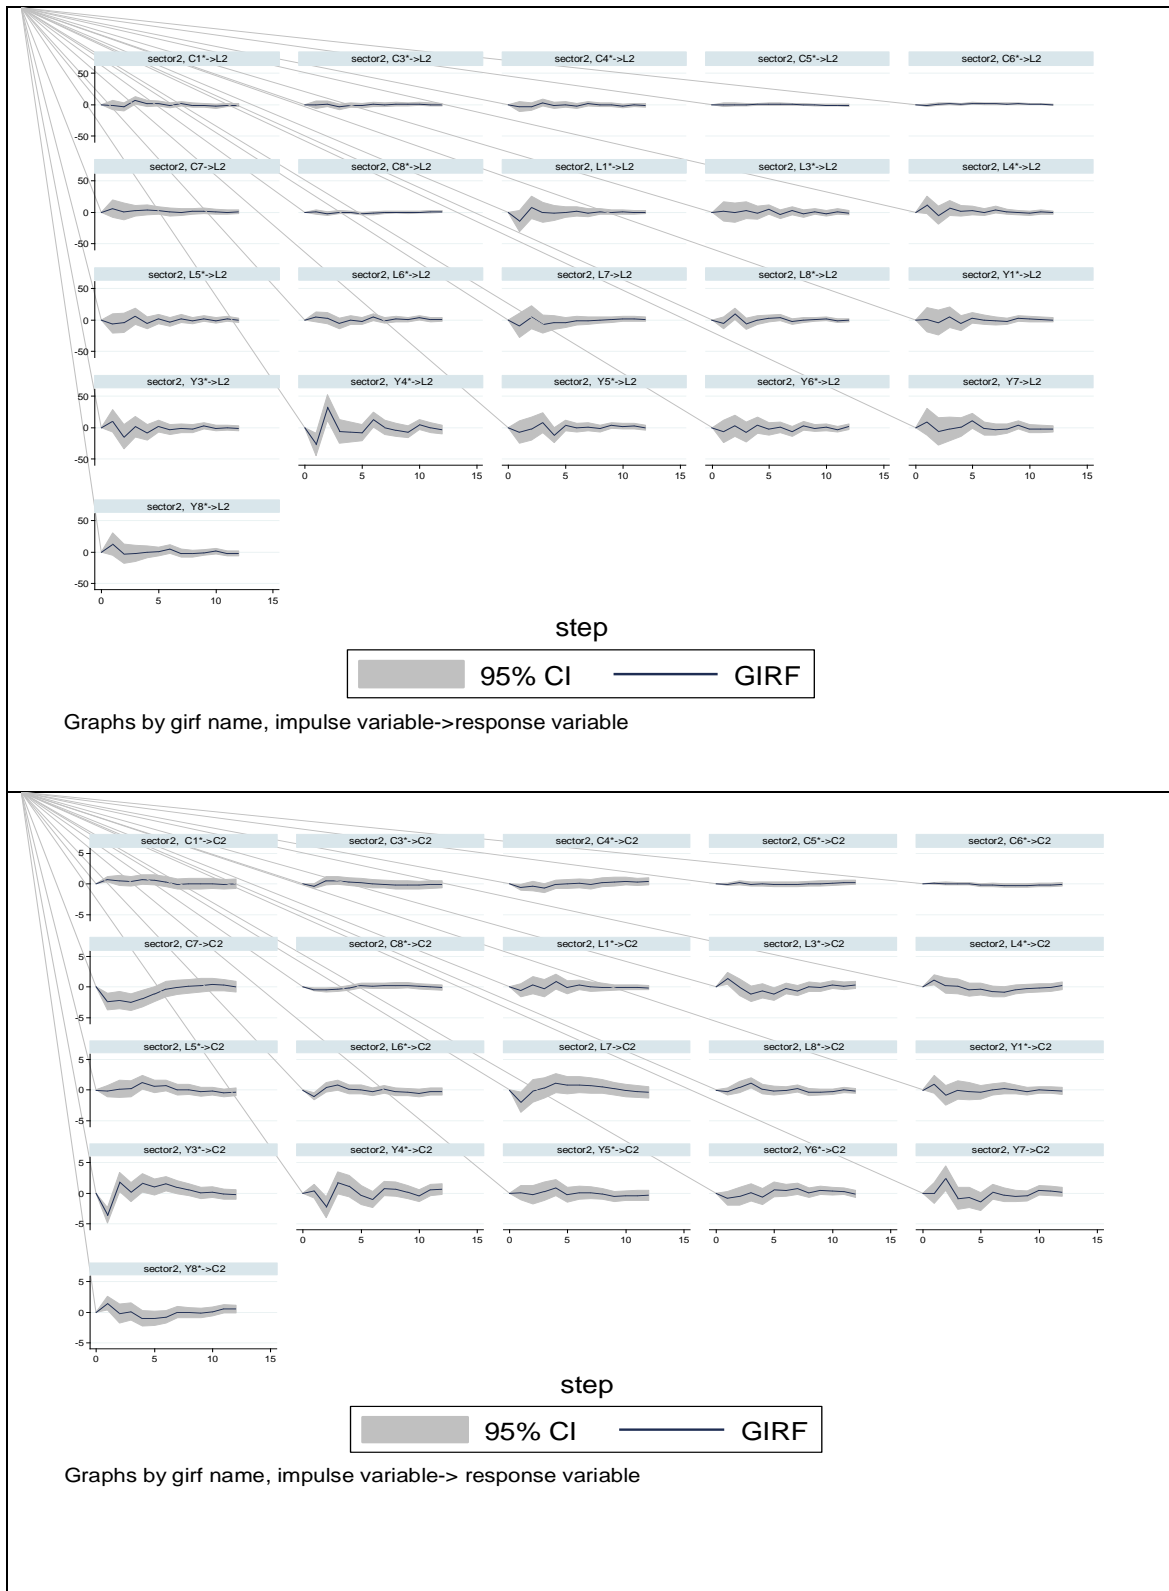 sector2, C1*->L2 sector2, C3*->L2 sector2, C4*->L2 sector2, C5*->L2 sector2, C6*->L2
50
0
-50
sector2, C7->L2 sector2, C8*->L2 sector2, L1*->L2 sector2, L3*->L2 sector2, L4*->L2
50
0
-50
sector2, L5*->L2 sector2, L6*->L2 sector2, L7->L2 sector2, L8*->L2 sector2, Y1*->L2
50
0
-50
sector2, Y3*->L2 sector2, Y4*->L2 sector2, Y5*->L2 sector2, Y6*->L2 sector2, Y7->L2
50
0
-50
0 5 10 15 0 5 10 15 0 5 10 15 0 5 10 15
sector2, Y8*->L2
50
0
-50
0 5 10 15
step
95% CI GIRF
Graphs by girf name, impulse variable->response variable
sector2, C1*->C2 sector2, C3*->C2 sector2, C4*->C2 sector2, C5*->C2 sector2, C6*->C2
5
0
-5
sector2, C7->C2 sector2, C8*->C2 sector2, L1*->C2 sector2, L3*->C2 sector2, L4*->C2
5
0
-5
sector2, L5*->C2 sector2, L6*->C2 sector2, L7->C2 sector2, L8*->C2 sector2, Y1*->C2
5
0
-5
sector2, Y3*->C2 sector2, Y4*->C2 sector2, Y5*->C2 sector2, Y6*->C2 sector2, Y7->C2
5
0
-5
0 5 10 15 0 5 10 15 0 5 10 15 0 5 10 15
sector2, Y8*->C2
5
0
-5
0 5 10 15
step
95% CI GIRF
Graphs by girf name, impulse variable-> response variable